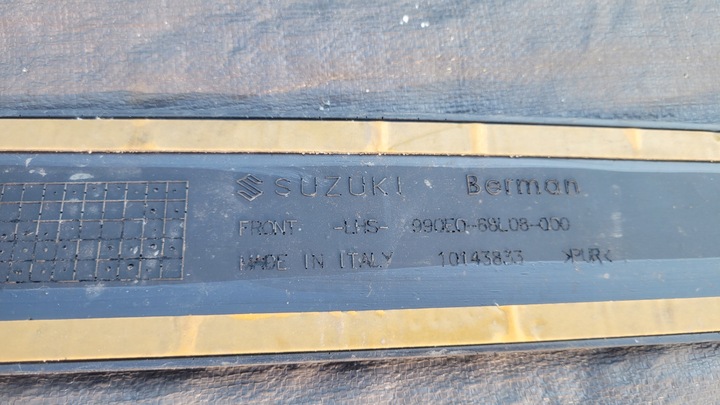 SUZUKI Berman
FRONT -LHS- 990E0-68L08-000
MADE IN ITALY 10143833 >PUR<